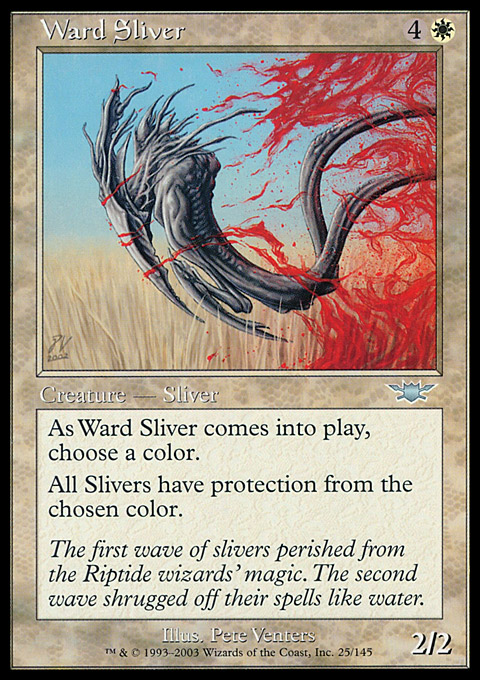 Ward Sliver 4
2002
Creature — Sliver
As Ward Sliver comes into play,
choose a color.
All Slivers have protection from the
chosen color.
The first wave of slivers perished from
the Riptide wizards' magic. The second
wave shrugged off their spells like water.
Illus. Pete Venters
2/2
™ & © 1993–2003 Wizards of the Coast, Inc. 25/145